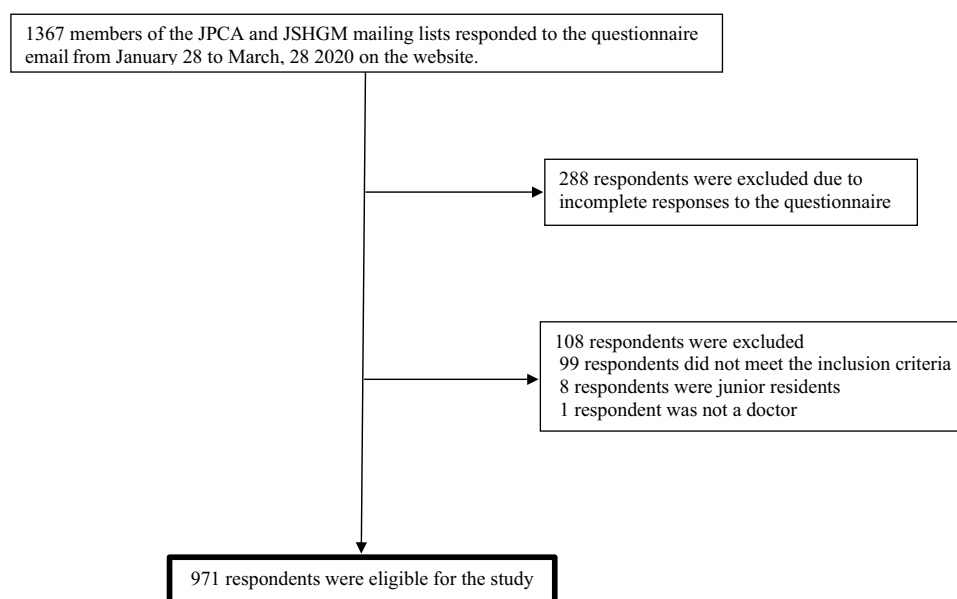 1367 members of the JPCA and JSHGM mailing lists responded to the questionnaire
email from January 28 to March, 28 2020 on the website.
288 respondents were excluded due to
incomplete responses to the questionnaire
108 respondents were excluded
99 respondents did not meet the inclusion criteria
8 respondents were junior residents
1 respondent was not a doctor
971 respondents were eligible for the study